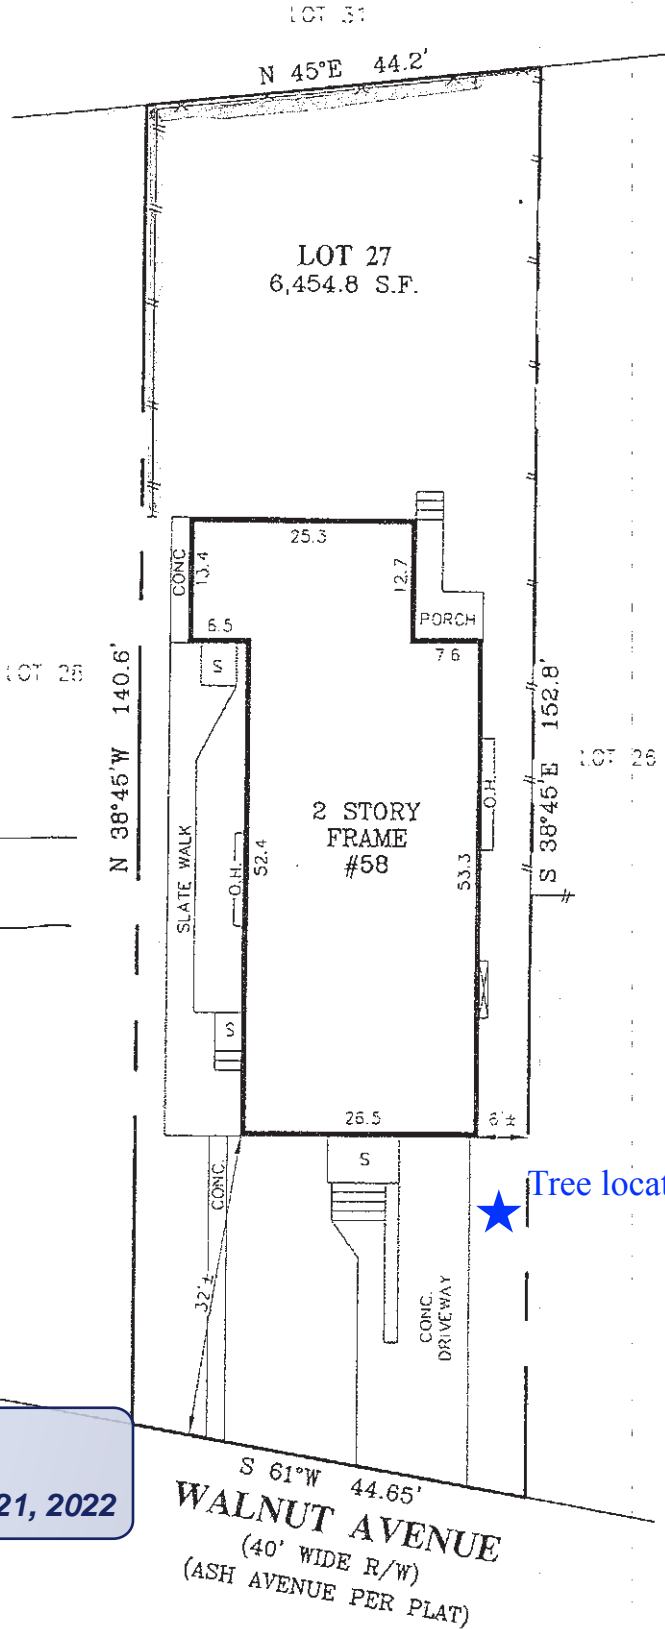 LOT 31
N 45°E 44.2'
LOT 27
6,454.8 S.F.
25.3
CONC
13.4
12.7
PORCH
6.5
7.6
S
LOT 28
N 38°45'W 140.6'
S 38°45'E 152.8'
LOT 26
O.H.
2 STORY
FRAME
#58
52.4
53.3
O.H.
SLATE WALK
S
26.5
6'±
S
CONC.
Tree locat
32'±
CONC.
DRIVEWAY
21, 2022
S 61°W 44.65'
WALNUT AVENUE
(40' WIDE R/W)
(ASH AVENUE PER PLAT)